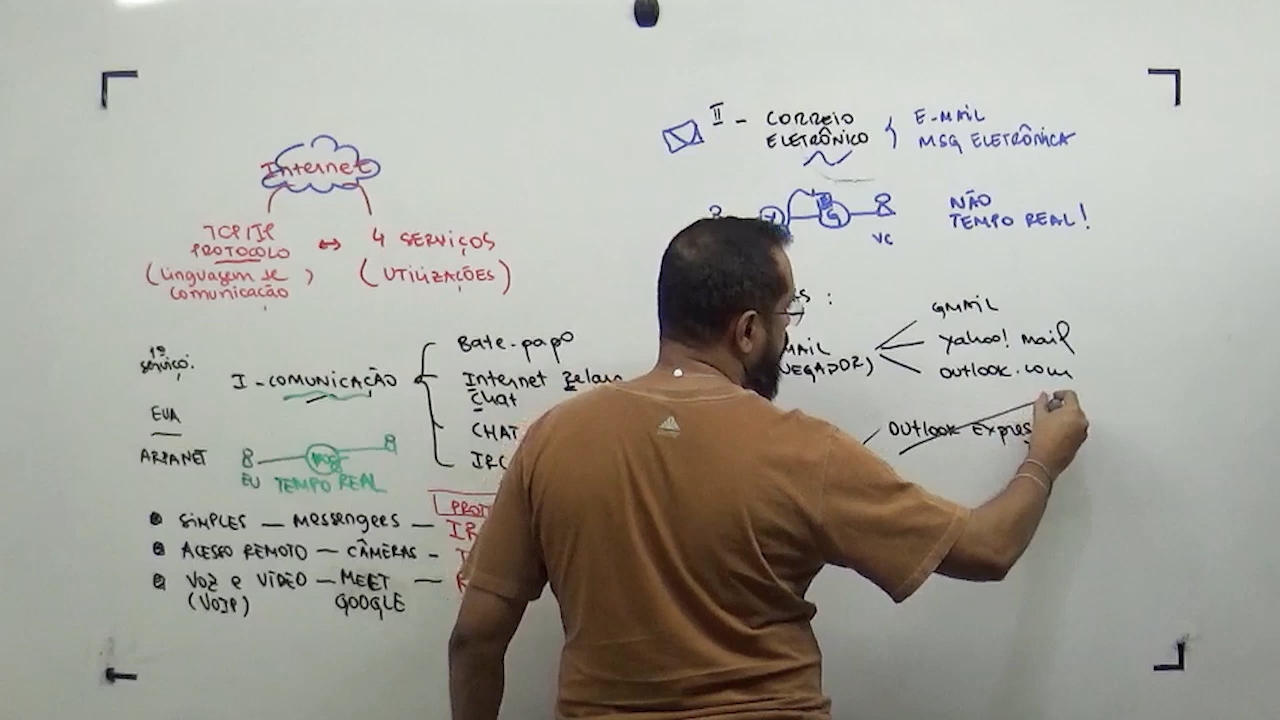 Internet
TCP/IP
PROTOCOLO
(Linguagem de
comunicação)
↔ 4 SERVIÇOS
(UTILIZAÇÕES)
1º
SERVIÇO:
I - COMUNICAÇÃO
Bate-papo
Internet Relay
Chat
CHAT
IRC
EUA
ARPANET
EU TEMPO REAL
SIMPLES — MESSENGERS —
ACESSO REMOTO — CÂMERAS -
VOZ e VÍDEO — MEET —
(VOIP) GOOGLE
II - CORREIO
ELETRÔNICO
E-MAIL
MSG ELETRÔNICA
VC
NÃO
TEMPO REAL!
GMAIL
Yahoo! Mail
OUTLOOK.COM